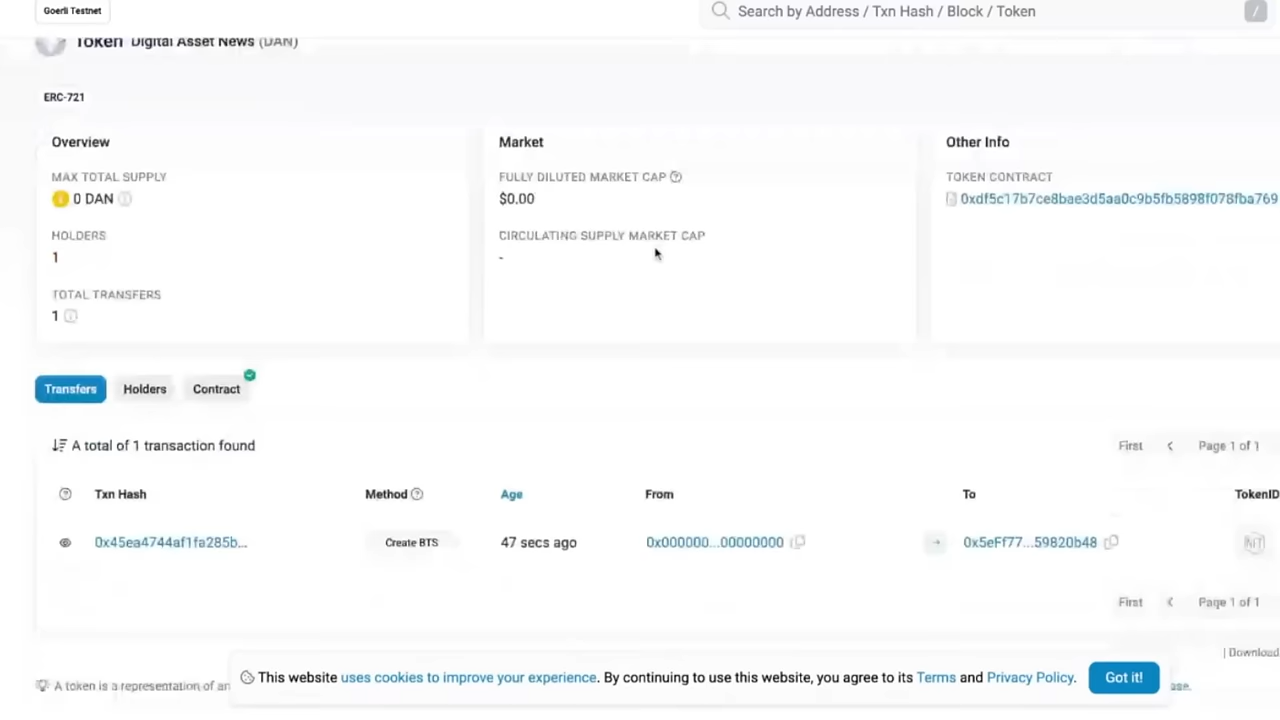 Goerli Testnet
Search by Address / Txn Hash / Block / Token /
Token Digital Asset News (DAN)
ERC-721
Overview
MAX TOTAL SUPPLY
0 DAN
HOLDERS
1
TOTAL TRANSFERS
1
Market
FULLY DILUTED MARKET CAP
$0.00
CIRCULATING SUPPLY MARKET CAP
-
Other Info
TOKEN CONTRACT
0xdf5c17b7ce8bae3d5aa0c9b5fb5898f078fba769
Transfers Holders Contract
A total of 1 transaction found
First < Page 1 of 1
Txn Hash Method Age From To TokenID
0x45ea4744af1fa285b... Create BTS 47 secs ago 0x000000...00000000 0x5eFf77...59820b48
First < Page 1 of 1
| Download
A token is a representation of an
This website uses cookies to improve your experience. By continuing to use this website, you agree to its Terms and Privacy Policy. Got it!